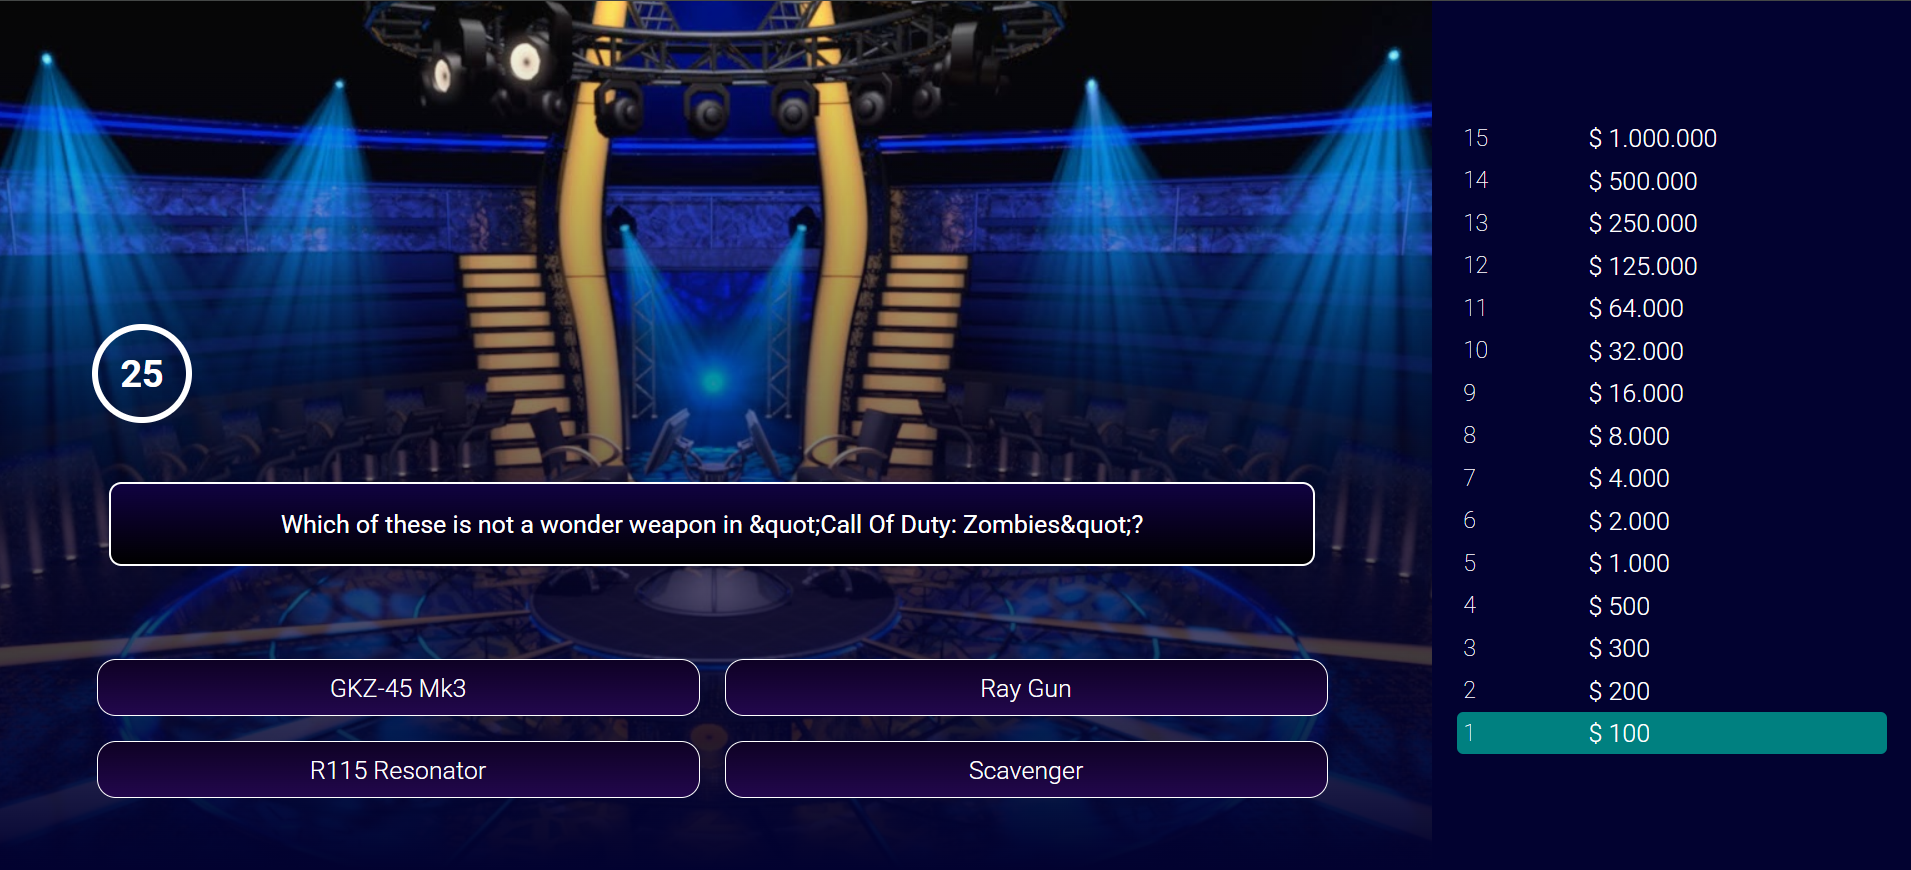 25
Which of these is not a wonder weapon in &quot;Call Of Duty: Zombies&quot;?
GKZ-45 Mk3
Ray Gun
R115 Resonator
Scavenger
15 $ 1.000.000
14 $ 500.000
13 $ 250.000
12 $ 125.000
11 $ 64.000
10 $ 32.000
9 $ 16.000
8 $ 8.000
7 $ 4.000
6 $ 2.000
5 $ 1.000
4 $ 500
3 $ 300
2 $ 200
1 $ 100